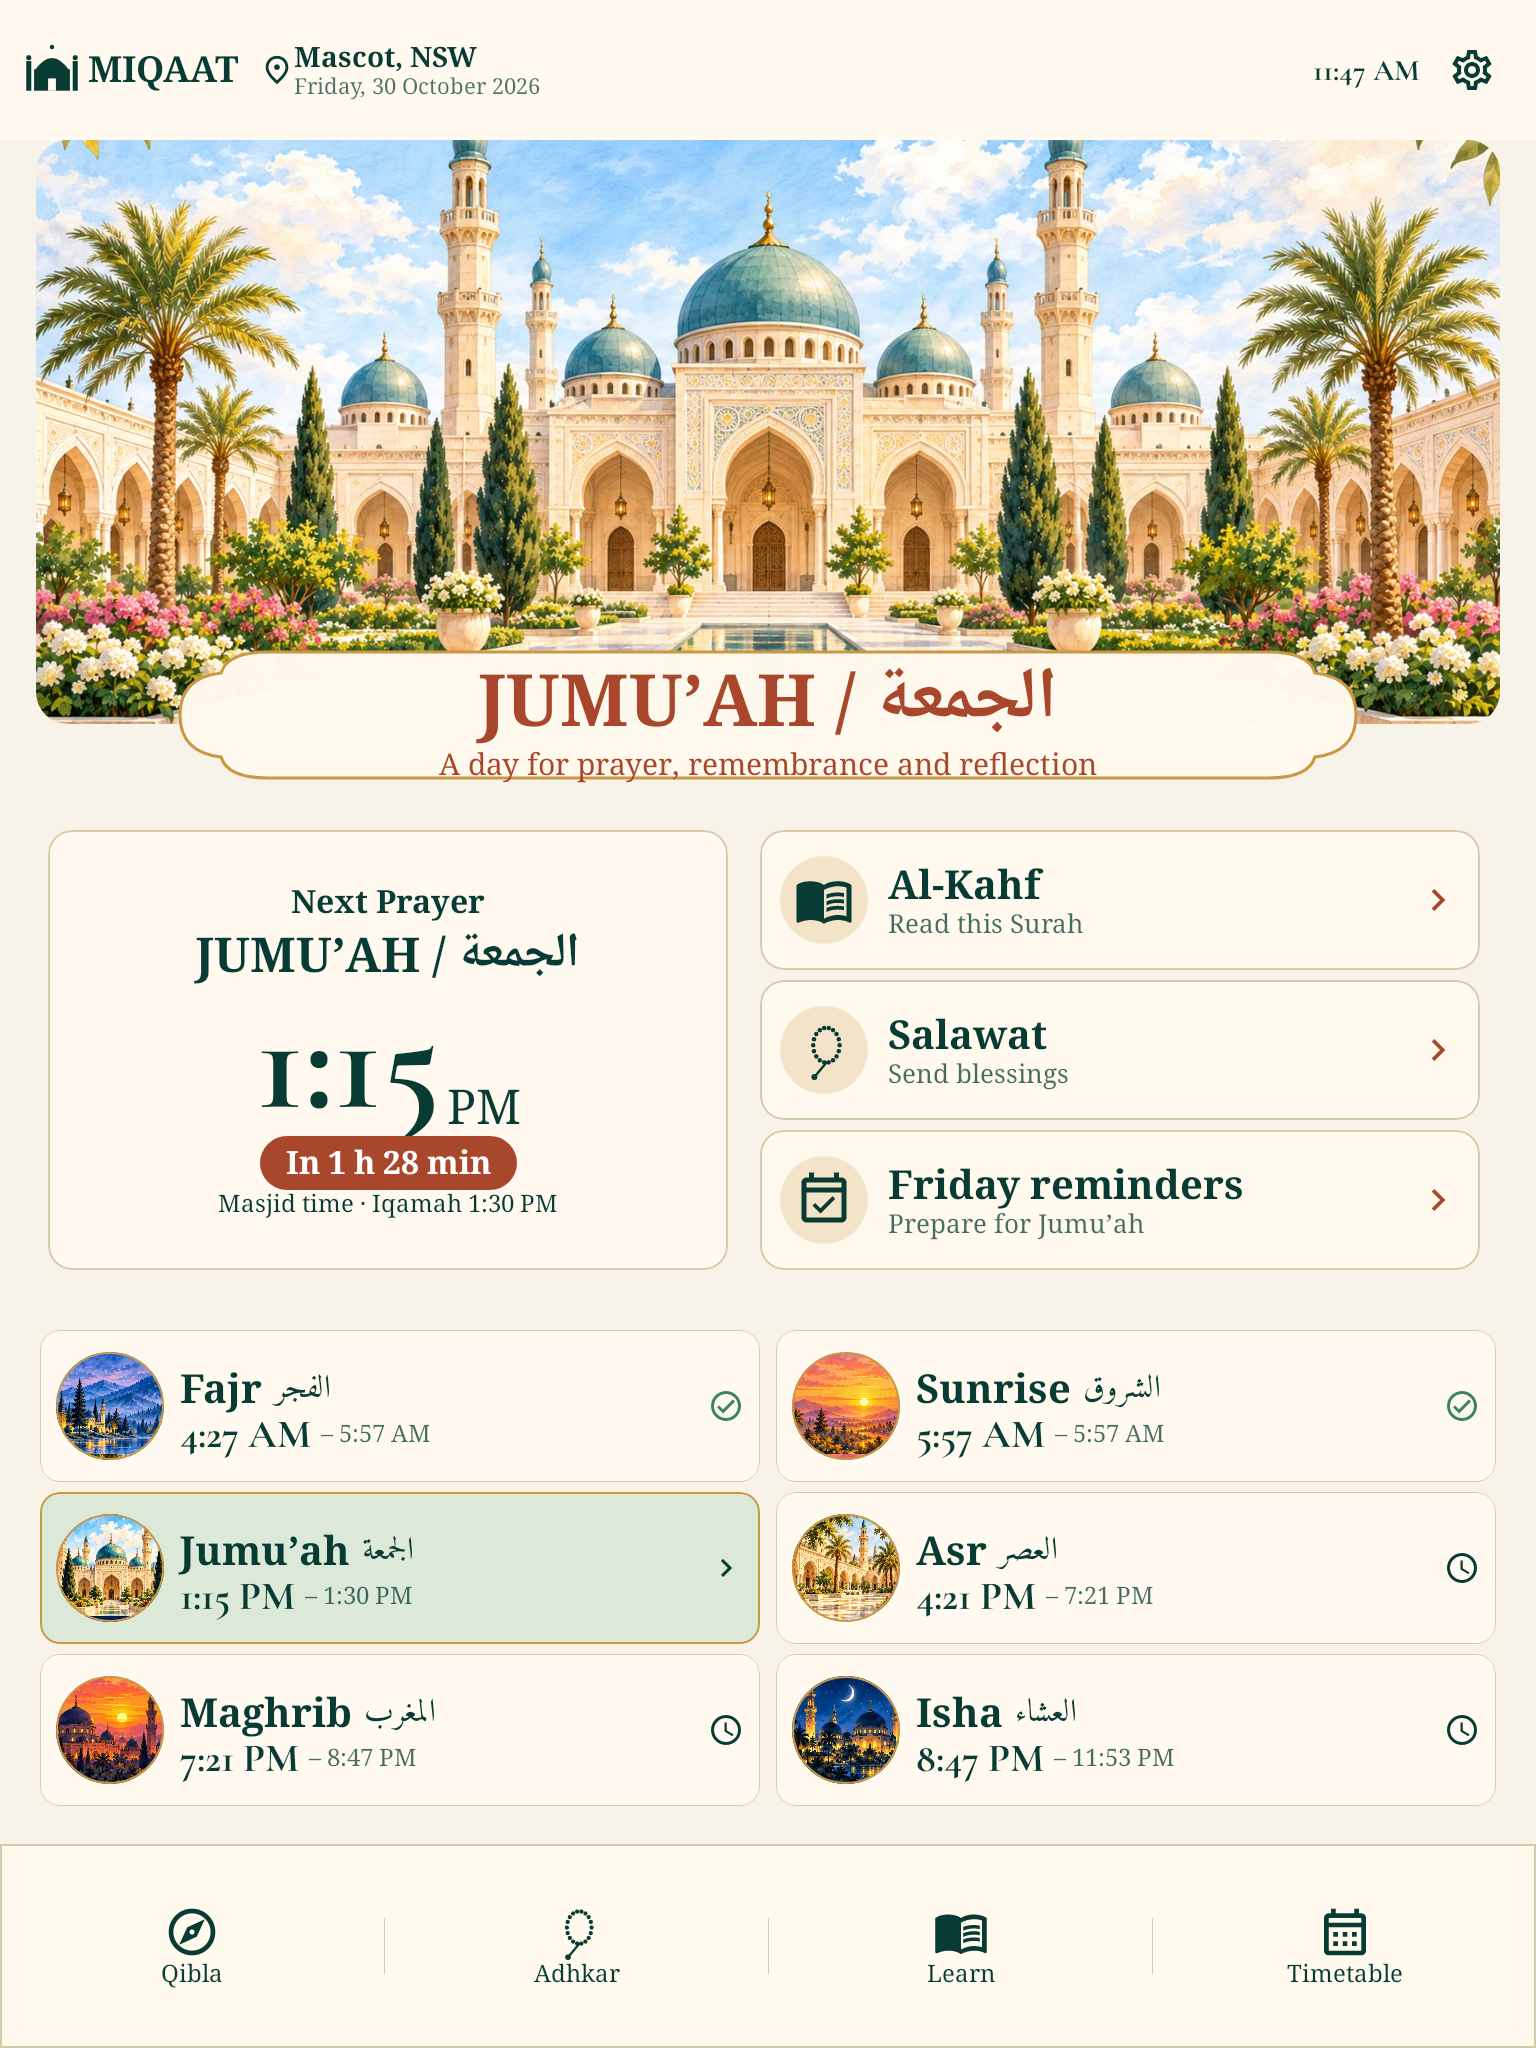 MIQAAT
Mascot, NSW
Friday, 30 October 2026
11:47 AM
JUMU’AH / الجمعة
A day for prayer, remembrance and reflection
Next Prayer
JUMU’AH / الجمعة
1:15 PM
In 1 h 28 min
Masjid time · Iqamah 1:30 PM
Al-Kahf
Read this Surah
Salawat
Send blessings
Friday reminders
Prepare for Jumu’ah
Fajr الفجر
4:27 AM – 5:57 AM
Sunrise الشروق
5:57 AM – 5:57 AM
Jumu’ah الجمعة
1:15 PM – 1:30 PM
Asr العصر
4:21 PM – 7:21 PM
Maghrib المغرب
7:21 PM – 8:47 PM
Isha العشاء
8:47 PM – 11:53 PM
Qibla
Adhkar
Learn
Timetable